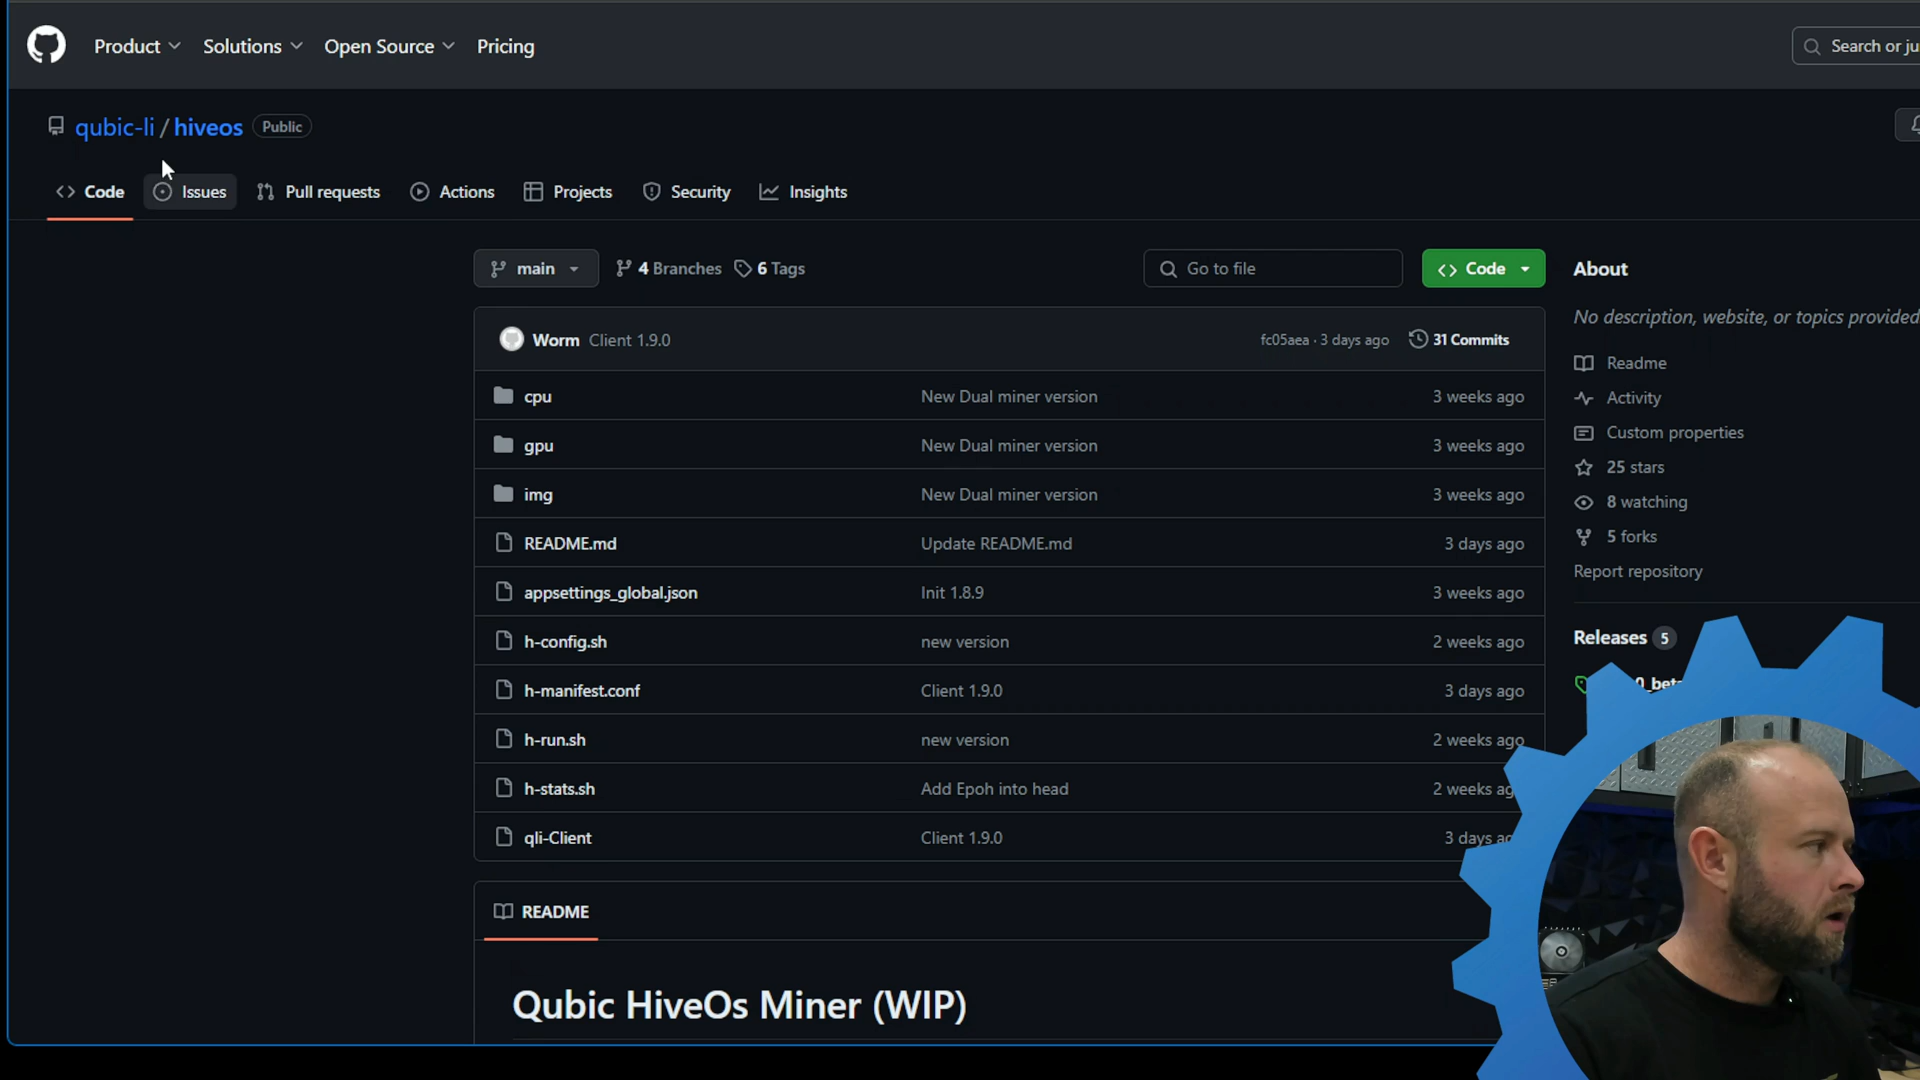 Product Solutions Open Source Pricing
Search or ju
qubic-li / hiveos Public
Code Issues Pull requests Actions Projects Security Insights
main 4 Branches 6 Tags Go to file Code
Worm Client 1.9.0 fc05aea · 3 days ago 31 Commits
cpu New Dual miner version 3 weeks ago
gpu New Dual miner version 3 weeks ago
img New Dual miner version 3 weeks ago
README.md Update README.md 3 days ago
appsettings_global.json Init 1.8.9 3 weeks ago
h-config.sh new version 2 weeks ago
h-manifest.conf Client 1.9.0 3 days ago
h-run.sh new version 2 weeks ago
h-stats.sh Add Epoh into head 2 weeks ag
qli-Client Client 1.9.0 3 days ag
README
Qubic HiveOs Miner (WIP)
About
No description, website, or topics provided
Readme
Activity
Custom properties
25 stars
8 watching
5 forks
Report repository
Releases 5
0_beta